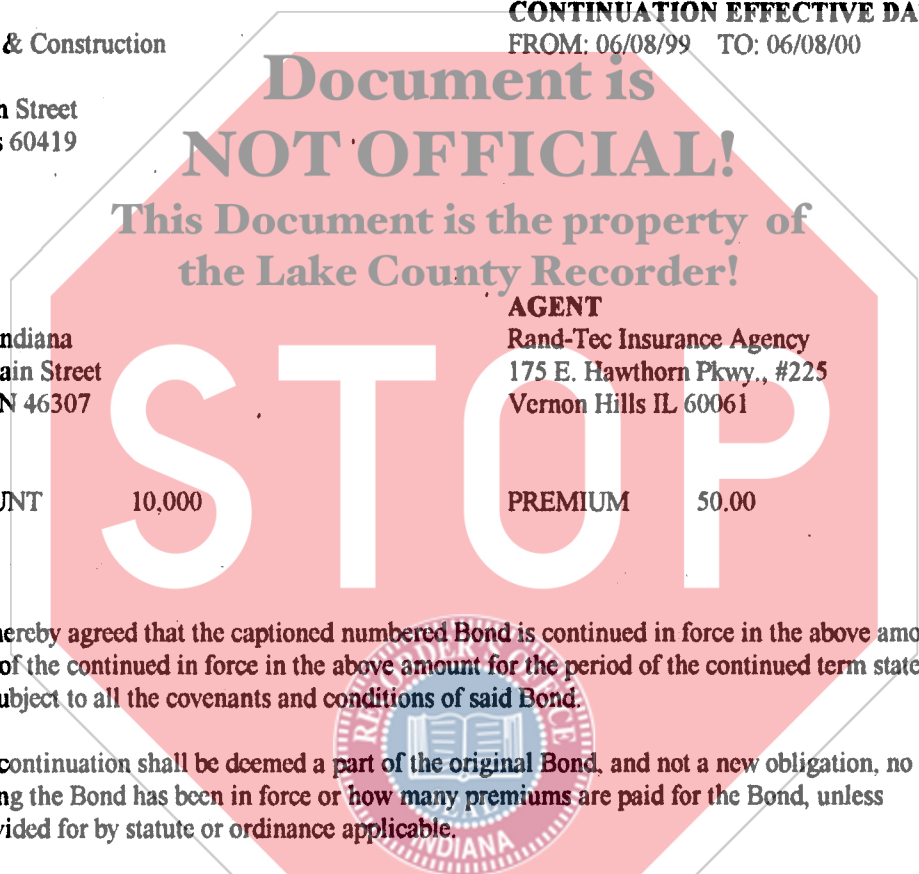 CONTINUATION EFFECTIVE DA
& Construction
FROM: 06/08/99 TO: 06/08/00
Document is
Street
60419
NOT OFFICIAL!
This Document is the property of
the Lake County Recorder!
AGENT
ndiana
Rand-Tec Insurance Agency
ain Street
175 E. Hawthorn Pkwy., #225
N 46307
Vernon Hills IL 60061
STOP
UNT 10,000
PREMIUM 50.00
ereby agreed that the captioned numbered Bond is continued in force in the above amo
of the continued in force in the above amount for the period of the continued term state
ubject to all the covenants and conditions of said Bond.
RECORDER'S OFFICE
continuation shall be deemed a part of the original Bond, and not a new obligation, no
ng the Bond has been in force or how many premiums are paid for the Bond, unless
vided for by statute or ordinance applicable.
SEAL
INDIANA